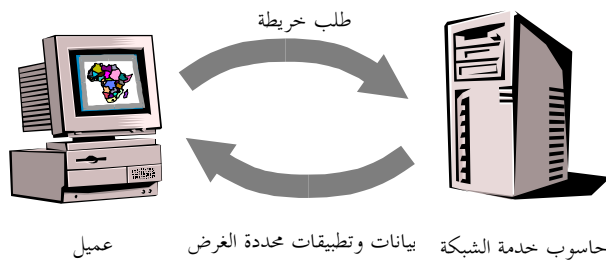 طلب خريطة
حاسوب خدمة الشبكة
بيانات وتطبيقات محددة الغرض
عميل